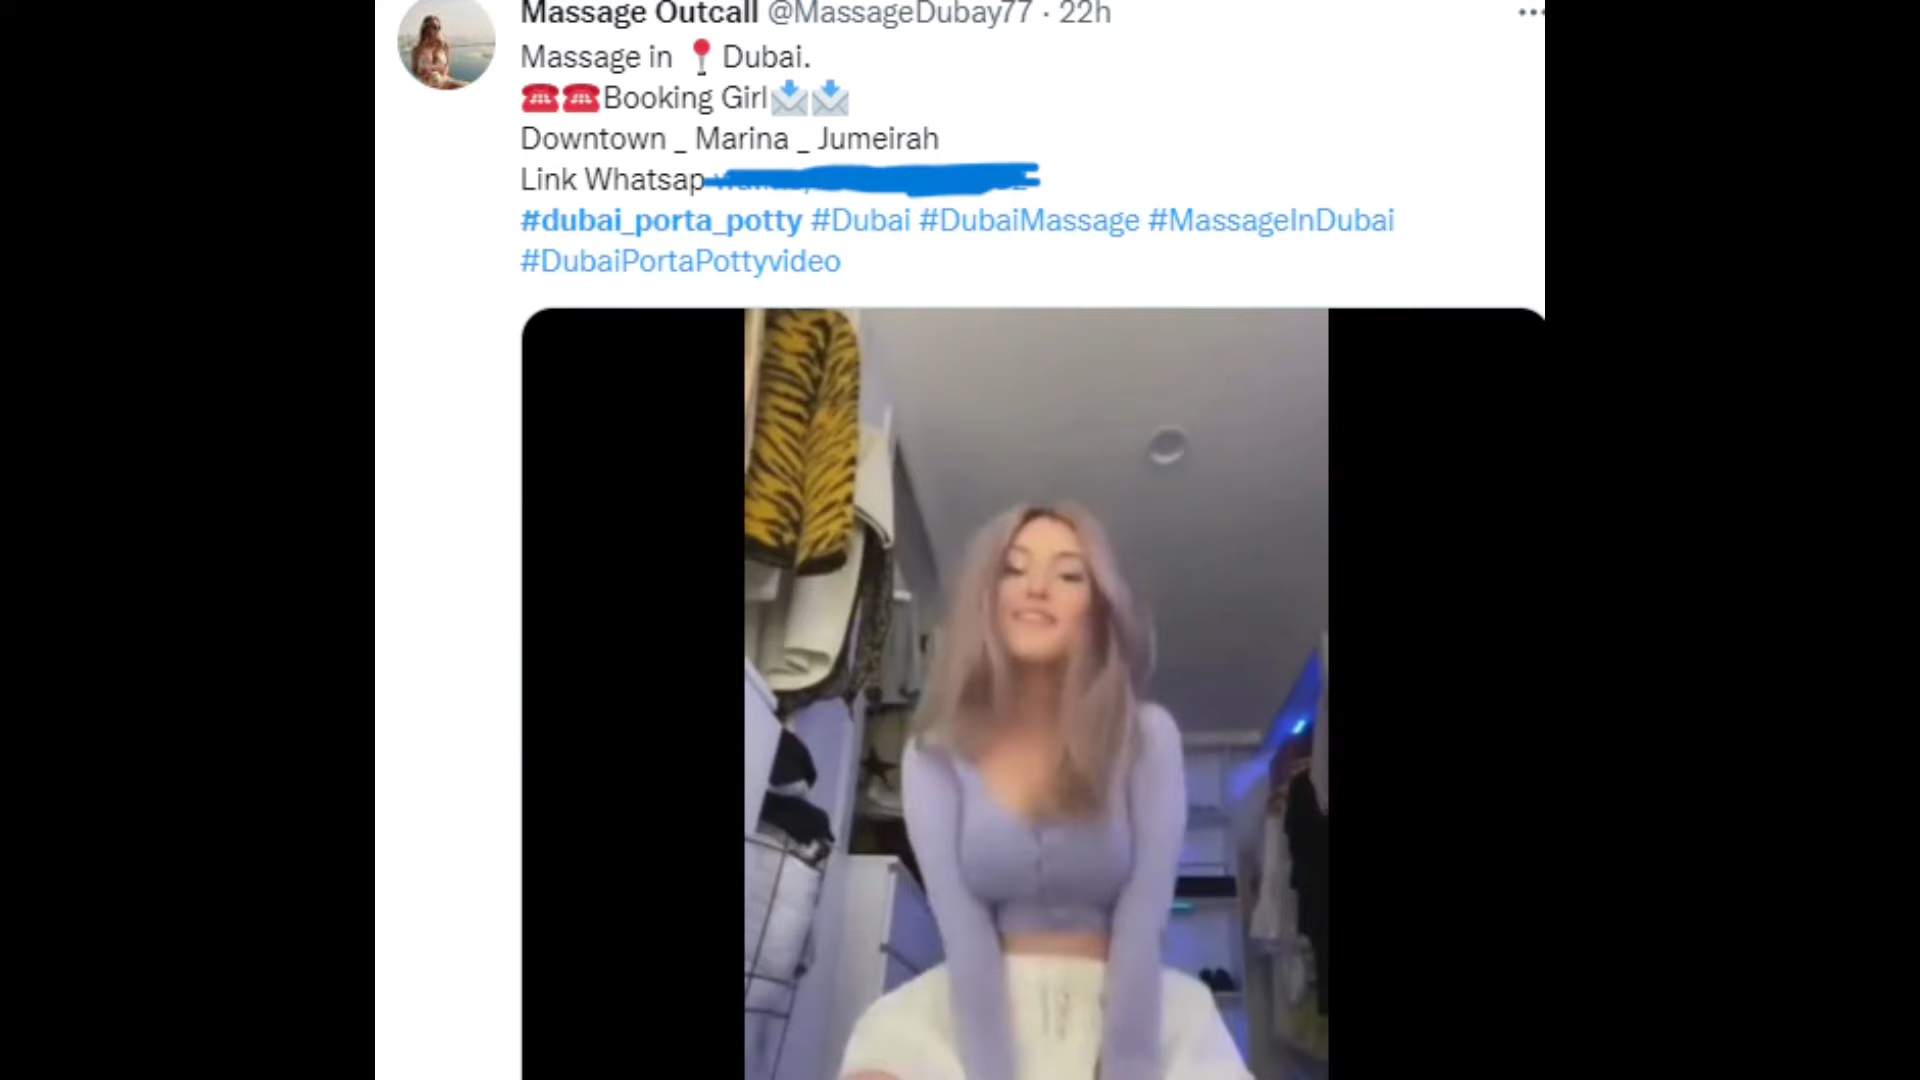 Massage Outcall @MassageDubay77 · 22h
Massage in 📍 Dubai.
☎️☎️Booking Girl📩📩
Downtown _ Marina _ Jumeirah
Link Whatsap
#dubai_porta_potty #Dubai #DubaiMassage #MassageInDubai
#DubaiPortaPottyvideo